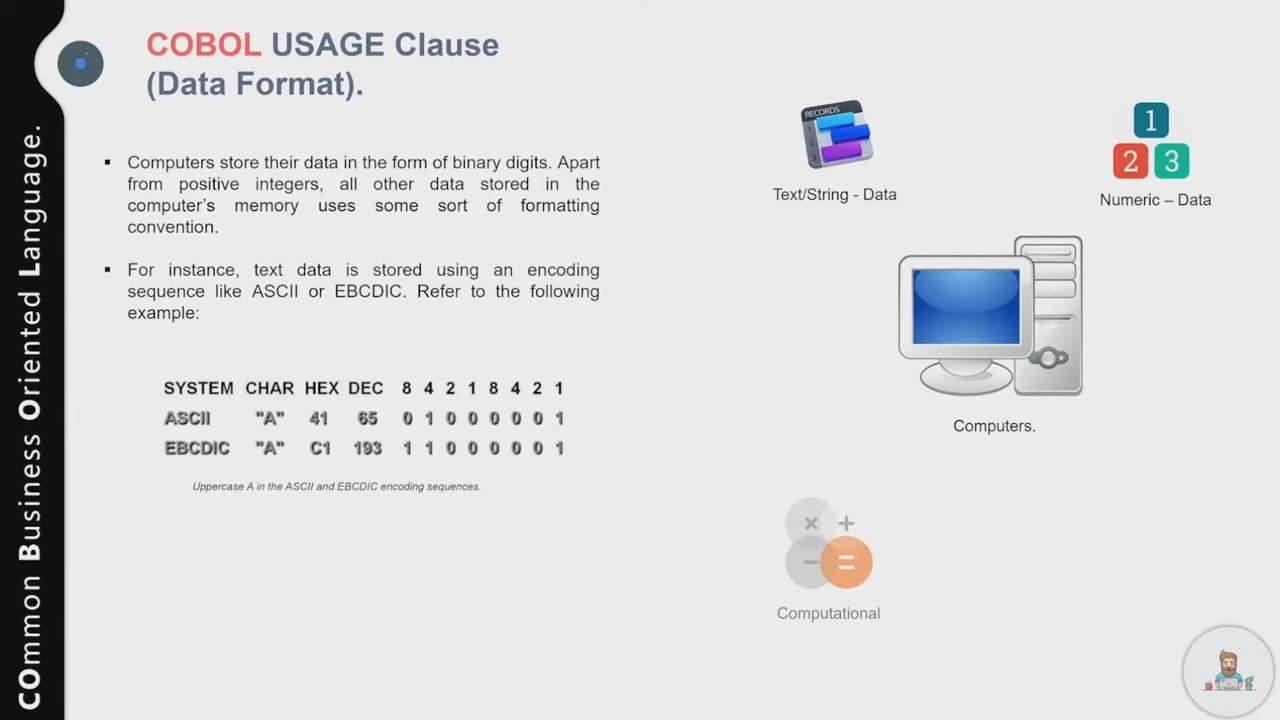 COmmon Business Oriented Language.
COBOL USAGE Clause
(Data Format).
▪ Computers store their data in the form of binary digits. Apart
from positive integers, all other data stored in the
computer's memory uses some sort of formatting
convention.
▪ For instance, text data is stored using an encoding
sequence like ASCII or EBCDIC. Refer to the following
example:
SYSTEM CHAR HEX DEC 8 4 2 1 8 4 2 1
ASCII "A" 41 65 0 1 0 0 0 0 0 1
EBCDIC "A" C1 193 1 1 0 0 0 0 0 1
Uppercase A in the ASCII and EBCDIC encoding sequences.
RECORDS
1
2
3
Text/String - Data
1
2 3
Numeric – Data
Computers.
× +
− =
Computational